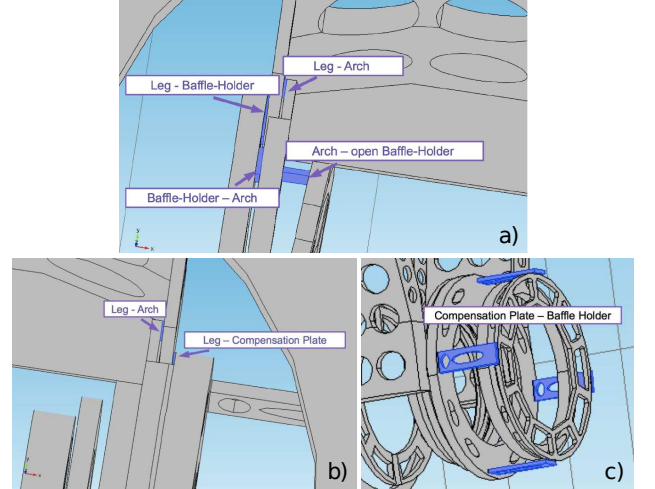 Leg - Arch
Leg - Baffle-Holder
Arch – open Baffle-Holder
Baffle-Holder – Arch
y
x
a)
Leg - Arch
Leg – Compensation Plate
y
x
b)
Compensation Plate – Baffle Holder
c)